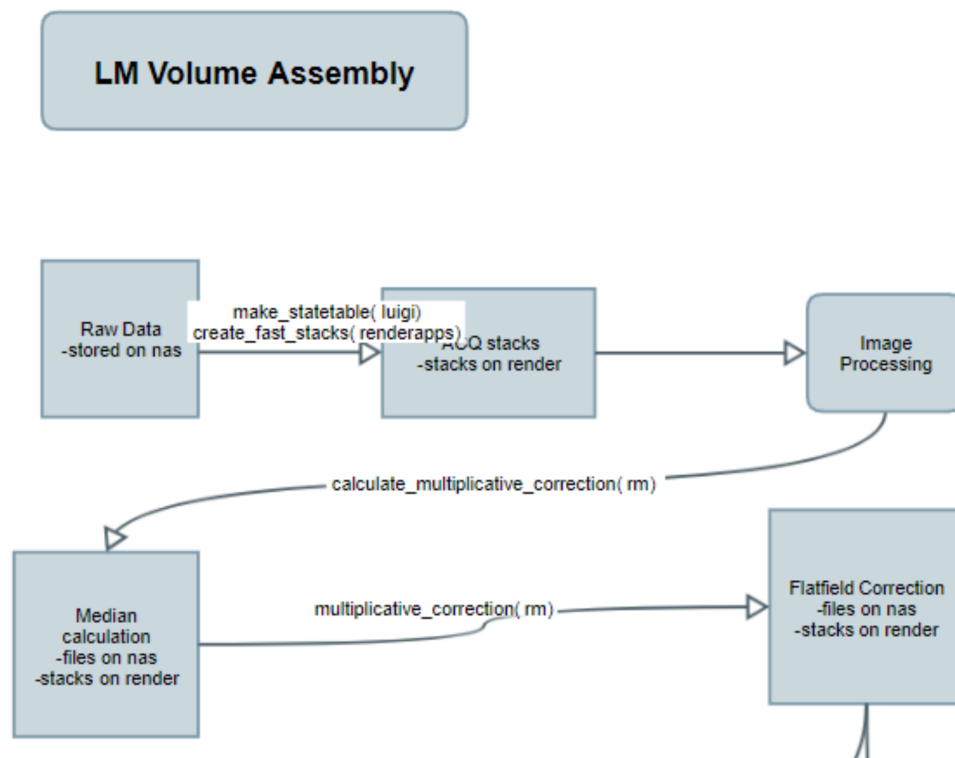 LM Volume Assembly
make_statetable( luigi)
create_fast_stacks( renderapps)
Raw Data
-stored on nas
ACQ stacks
-stacks on render
Image
Processing
calculate_multiplicative_correction( rm)
Median
calculation
-files on nas
-stacks on render
multiplicative_correction( rm)
Flatfield Correction
-files on nas
-stacks on render